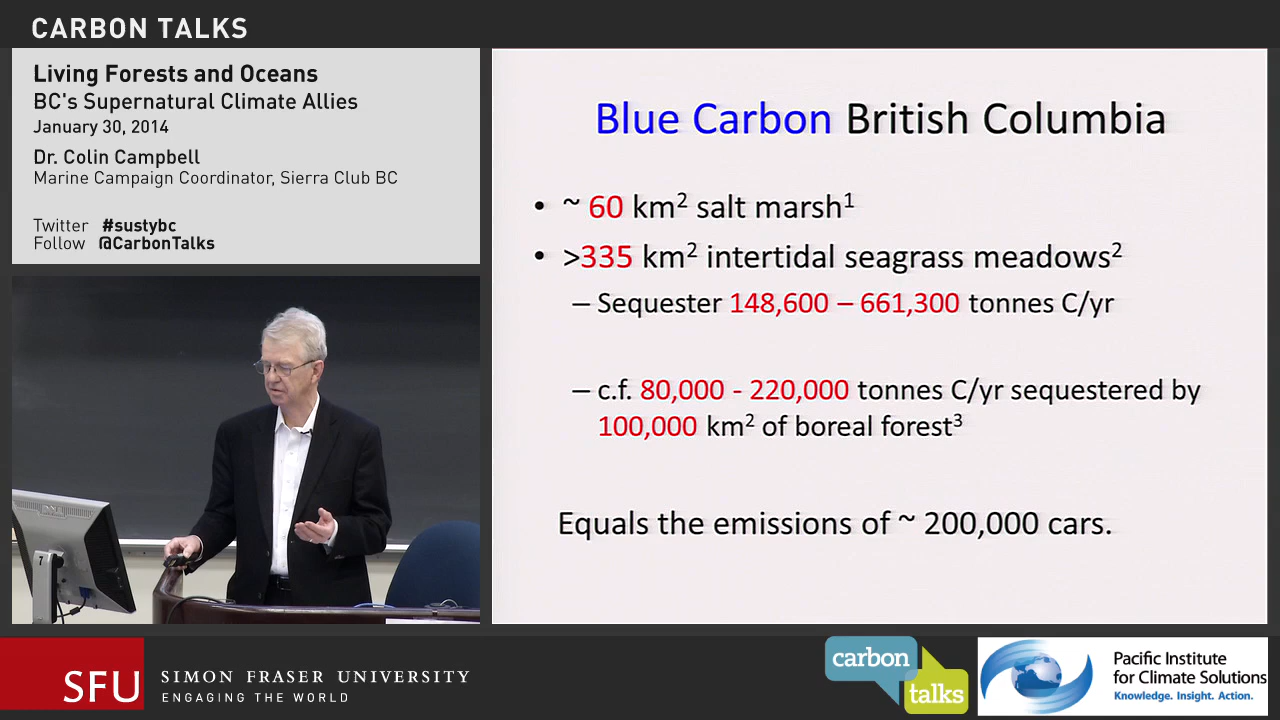 CARBON TALKS
Living Forests and Oceans
BC's Supernatural Climate Allies
January 30, 2014
Dr. Colin Campbell
Marine Campaign Coordinator, Sierra Club BC
Twitter #sustybc
Follow @CarbonTalks
7
Blue Carbon British Columbia
• ~ 60 km² salt marsh¹
• >335 km² intertidal seagrass meadows²
– Sequester 148,600 – 661,300 tonnes C/yr
– c.f. 80,000 - 220,000 tonnes C/yr sequestered by
100,000 km² of boreal forest³
Equals the emissions of ~ 200,000 cars.
SFU
SIMON FRASER UNIVERSITY
ENGAGING THE WORLD
carbon
talks
Pacific Institute
for Climate Solutions
Knowledge. Insight. Action.